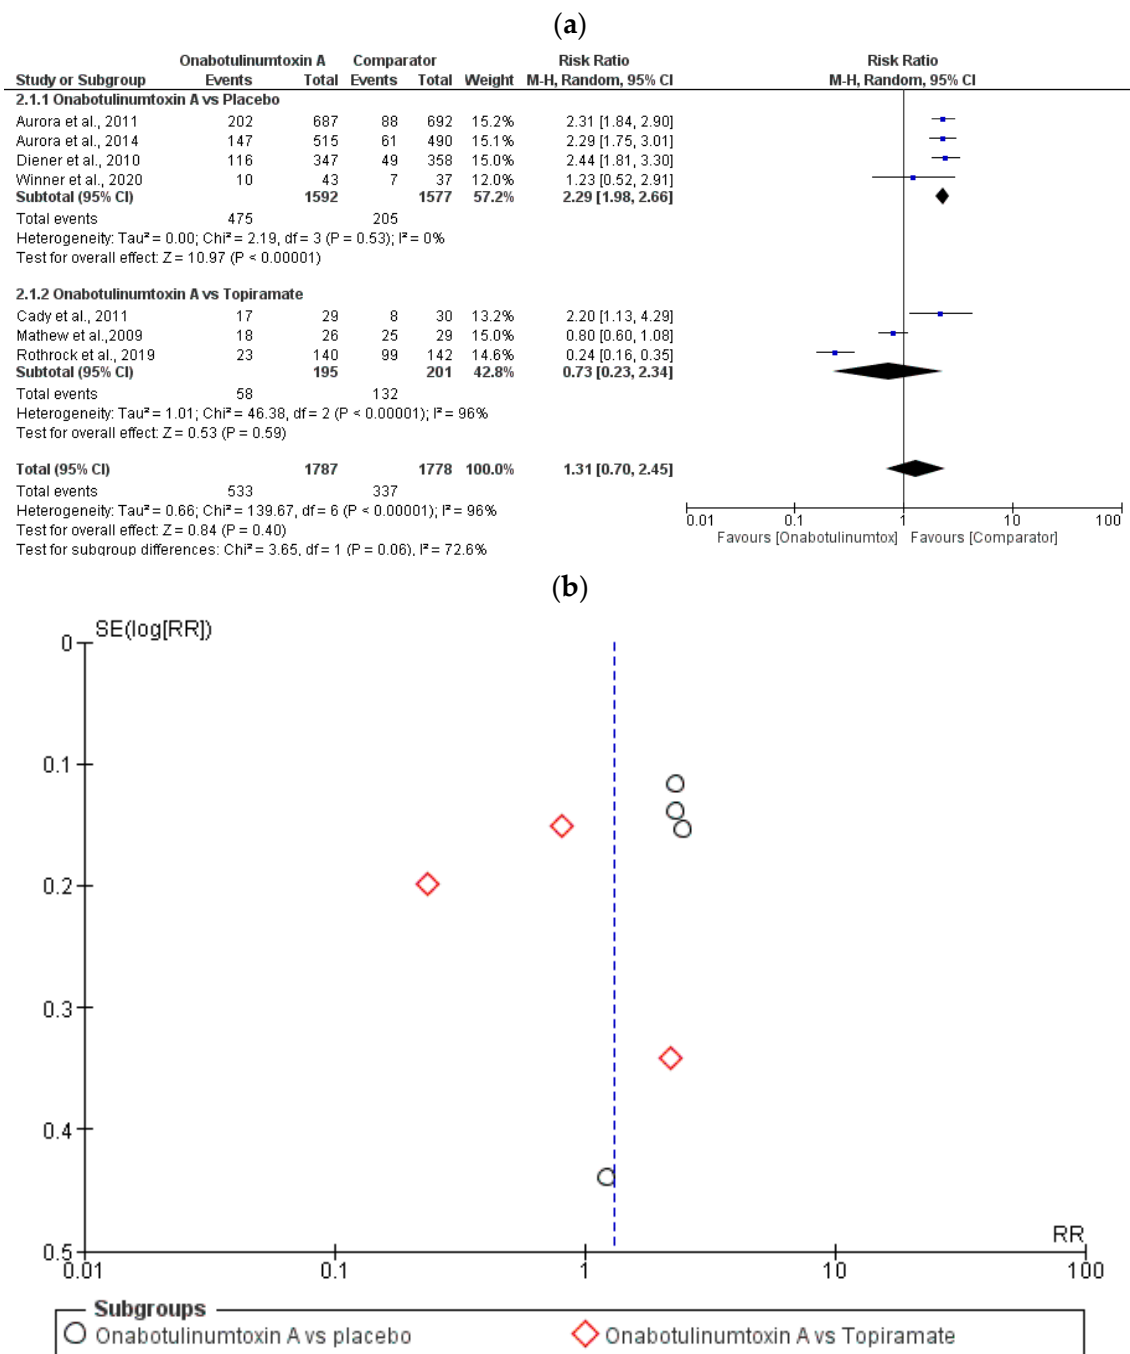 (a)
Onabotulinumtoxin A Comparator Risk Ratio Risk Ratio
Study or Subgroup Events Total Events Total Weight M-H, Random, 95% CI M-H, Random, 95% CI
2.1.1 Onabotulinumtoxin A vs Placebo
Aurora et al., 2011 202 687 88 692 15.2% 2.31 [1.84, 2.90]
Aurora et al., 2014 147 515 61 490 15.1% 2.29 [1.75, 3.01]
Diener et al., 2010 116 347 49 358 15.0% 2.44 [1.81, 3.30]
Winner et al., 2020 10 43 7 37 12.0% 1.23 [0.52, 2.91]
Subtotal (95% CI) 1592 1577 57.2% 2.29 [1.98, 2.66]
Total events 475 205
Heterogeneity: Tau² = 0.00; Chi² = 2.19, df = 3 (P = 0.53); I² = 0%
Test for overall effect: Z = 10.97 (P < 0.00001)
2.1.2 Onabotulinumtoxin A vs Topiramate
Cady et al., 2011 17 29 8 30 13.2% 2.20 [1.13, 4.29]
Mathew et al.,2009 18 26 25 29 15.0% 0.80 [0.60, 1.08]
Rothrock et al., 2019 23 140 99 142 14.6% 0.24 [0.16, 0.35]
Subtotal (95% CI) 195 201 42.8% 0.73 [0.23, 2.34]
Total events 58 132
Heterogeneity: Tau² = 1.01; Chi² = 46.38, df = 2 (P < 0.00001); I² = 96%
Test for overall effect: Z = 0.53 (P = 0.59)
Total (95% CI) 1787 1778 100.0% 1.31 [0.70, 2.45]
Total events 533 337
Heterogeneity: Tau² = 0.66; Chi² = 139.67, df = 6 (P < 0.00001); I² = 96%
Test for overall effect: Z = 0.84 (P = 0.40)
Test for subgroup differences: Chi² = 3.65, df = 1 (P = 0.06), I² = 72.6%
0.01 0.1 1 10 100
Favours [Onabotulinumtox] Favours [Comparator]
(b)
SE(log[RR])
0
0.1
0.2
0.3
0.4
0.5
RR
0.01 0.1 1 10 100
Subgroups
Onabotulinumtoxin A vs placebo Onabotulinumtoxin A vs Topiramate